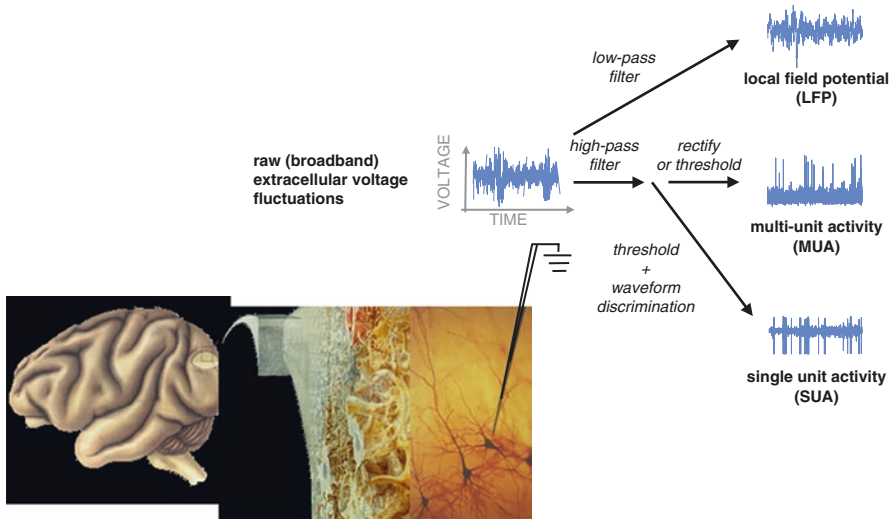 low-pass
filter
local field potential
(LFP)
raw (broadband)
extracellular voltage
fluctuations
VOLTAGE
TIME
high-pass
filter
rectify
or threshold
multi-unit activity
(MUA)
threshold
+
waveform
discrimination
single unit activity
(SUA)